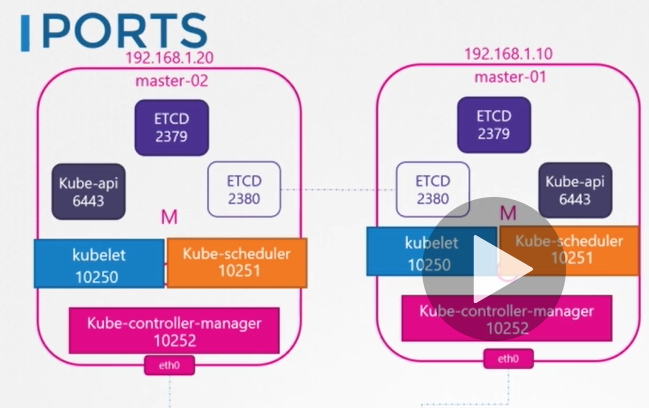 PORTS
192.168.1.20
master-02
ETCD
2379
Kube-api
6443
ETCD
2380
M
kubelet
10250
Kube-scheduler
10251
Kube-controller-manager
10252
eth0
192.168.1.10
master-01
ETCD
2379
ETCD
2380
Kube-api
6443
M
kubelet
10250
Kube-scheduler
10251
Kube-controller-manager
10252
eth0